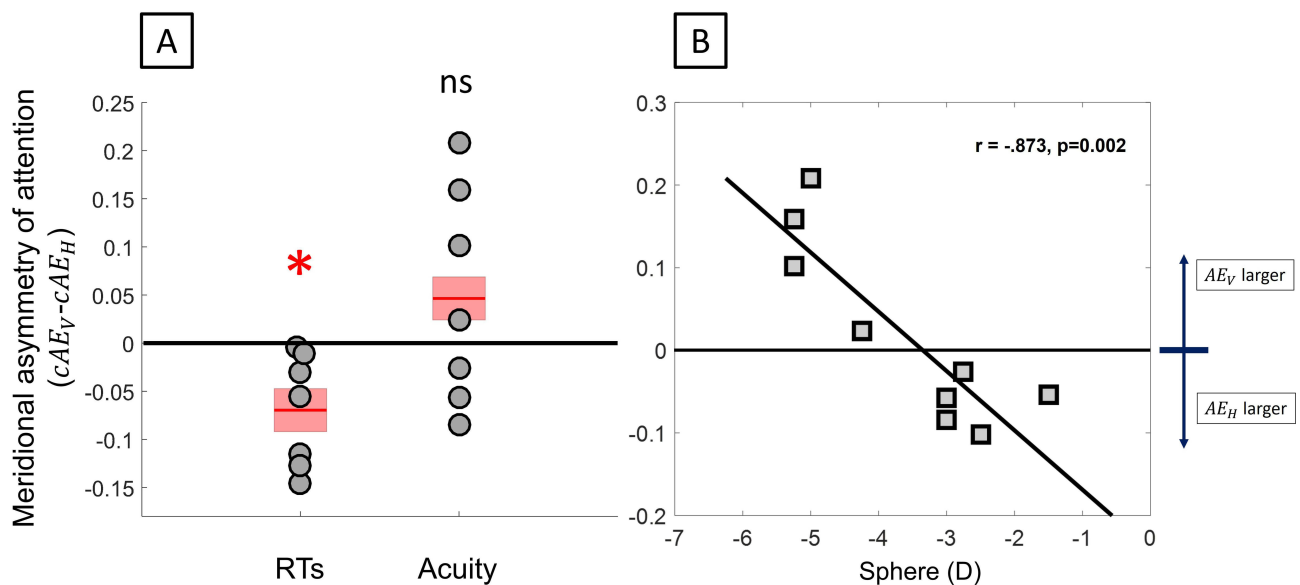 A
B
Meridional asymmetry of attention
(cAE_V-cAE_H)
0.25
0.2
0.15
0.1
0.05
0
-0.05
-0.1
-0.15
ns
*
RTs
Acuity
0.3
0.2
0.1
0
-0.1
-0.2
r = -.873, p=0.002
-7
-6
-5
-4
-3
-2
-1
0
Sphere (D)
AE_V larger
AE_H larger